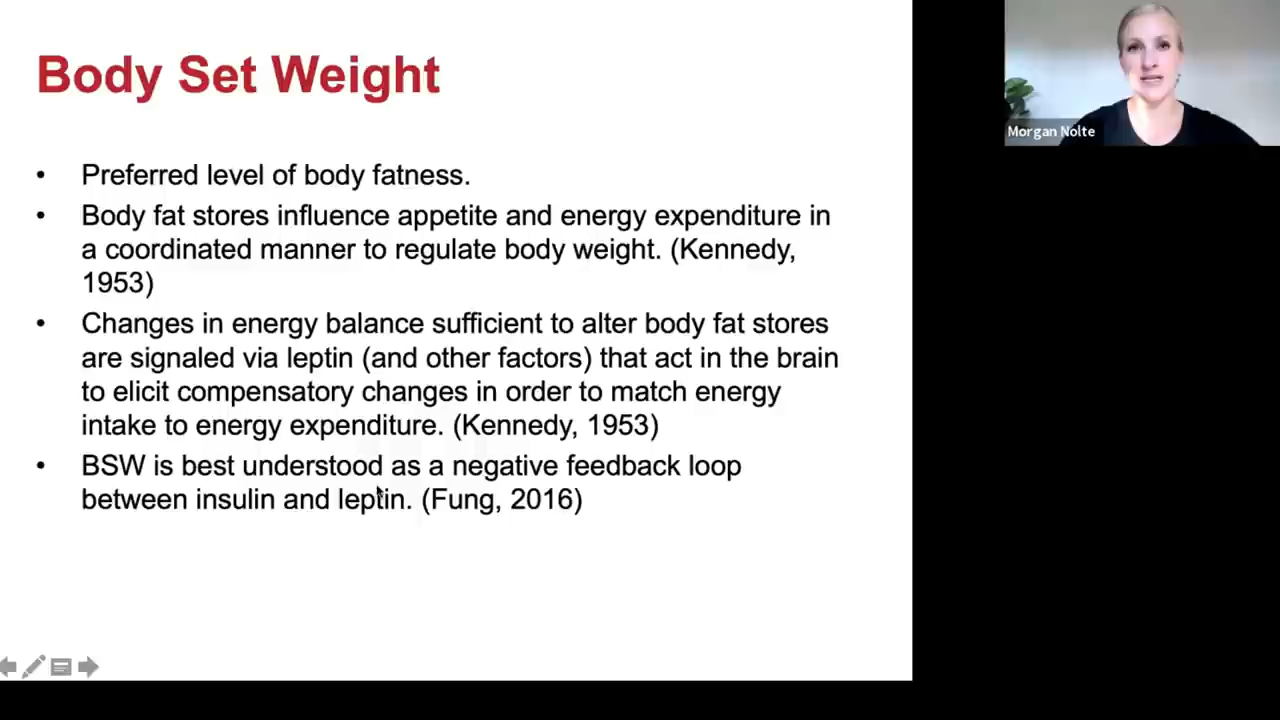 Body Set Weight
• Preferred level of body fatness.
• Body fat stores influence appetite and energy expenditure in
a coordinated manner to regulate body weight. (Kennedy,
1953)
• Changes in energy balance sufficient to alter body fat stores
are signaled via leptin (and other factors) that act in the brain
to elicit compensatory changes in order to match energy
intake to energy expenditure. (Kennedy, 1953)
• BSW is best understood as a negative feedback loop
between insulin and leptin. (Fung, 2016)
Morgan Nolte